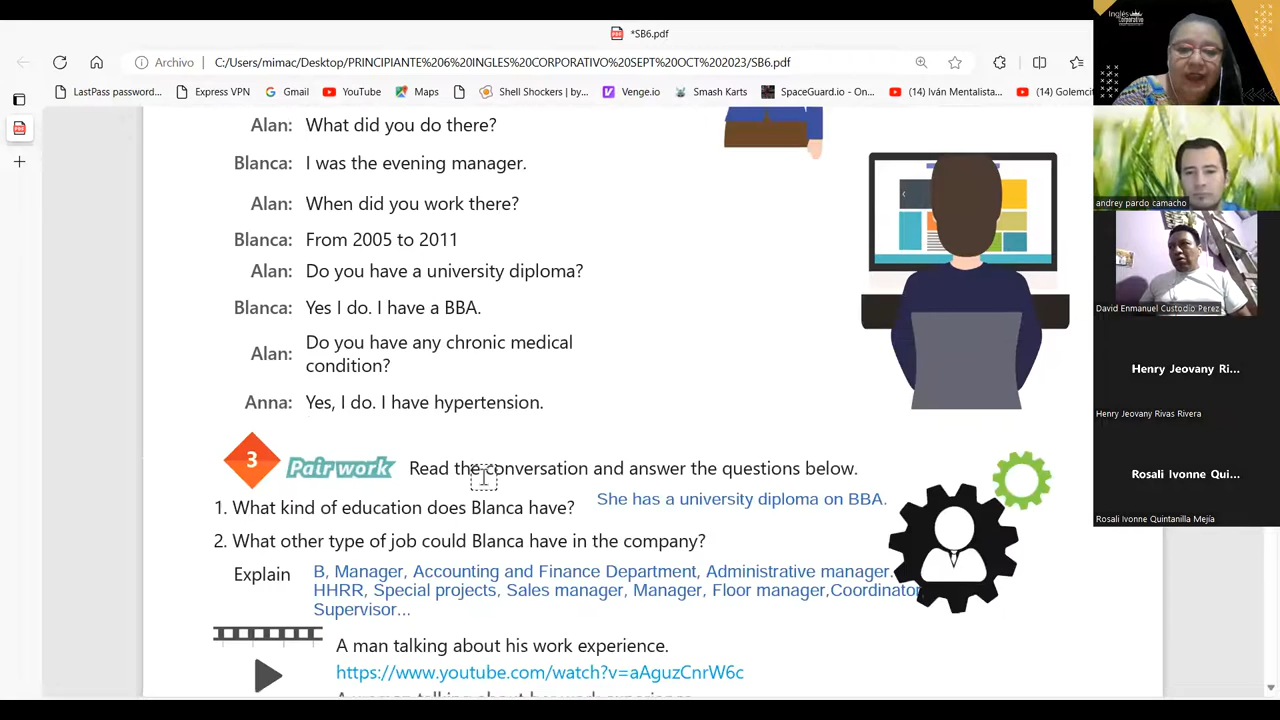 *SB6.pdf
Archivo
C:/Users/mimac/Desktop/PRINCIPIANTE%206%20INGLES%20CORPORATIVO%20SEPT%20OCT%202023/SB6.pdf
LastPass password...
Express VPN
Gmail
YouTube
Maps
Shell Shockers | by...
Venge.io
Smash Karts
SpaceGuard.io - On...
(14) Iván Mentalista...
(14) Golemcit
Alan: What did you do there?
Blanca: I was the evening manager.
Alan: When did you work there?
Blanca: From 2005 to 2011
Alan: Do you have a university diploma?
Blanca: Yes I do. I have a BBA.
Alan: Do you have any chronic medical
condition?
Anna: Yes, I do. I have hypertension.
3 Pair work Read the conversation and answer the questions below.
1. What kind of education does Blanca have? She has a university diploma on BBA.
2. What other type of job could Blanca have in the company?
Explain B, Manager, Accounting and Finance Department, Administrative manager.
HHRR, Special projects, Sales manager, Manager, Floor manager,Coordinator,
Supervisor...
A man talking about his work experience.
https://www.youtube.com/watch?v=aAguzCnrW6c
Inglés
Corporativo
andrey pardo camacho
David Enmanuel Custodio Perez
Henry Jeovany Ri...
Henry Jeovany Rivas Rivera
Rosali Ivonne Qui...
Rosali Ivonne Quintanilla Mejía